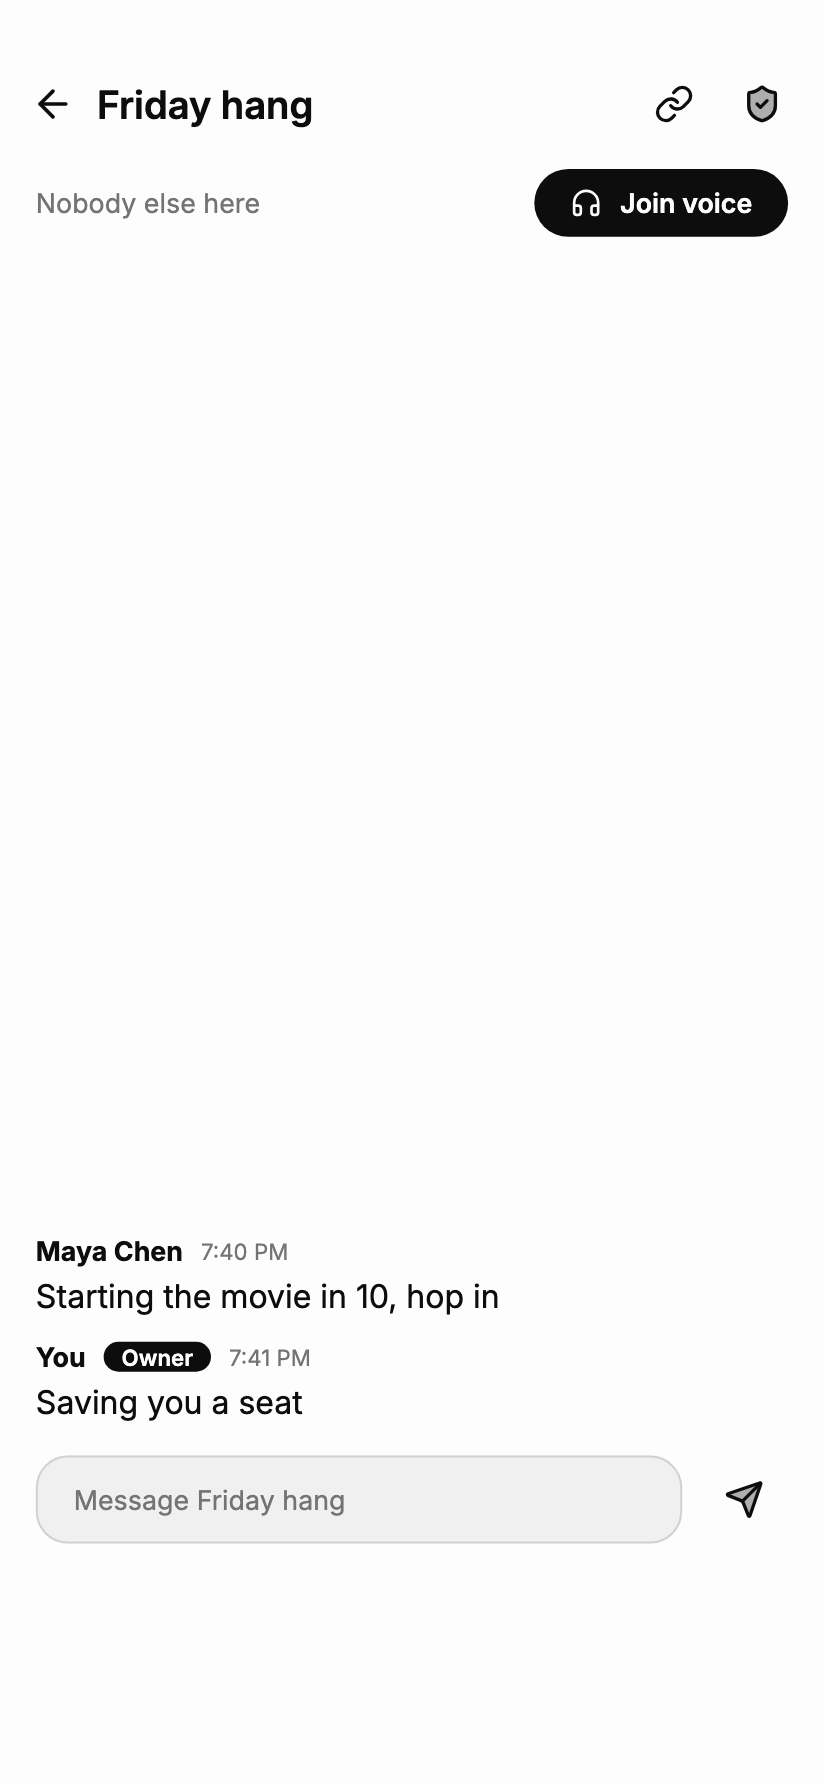 Friday hang
Nobody else here
Join voice
Maya Chen 7:40 PM
Starting the movie in 10, hop in
You Owner 7:41 PM
Saving you a seat
Message Friday hang